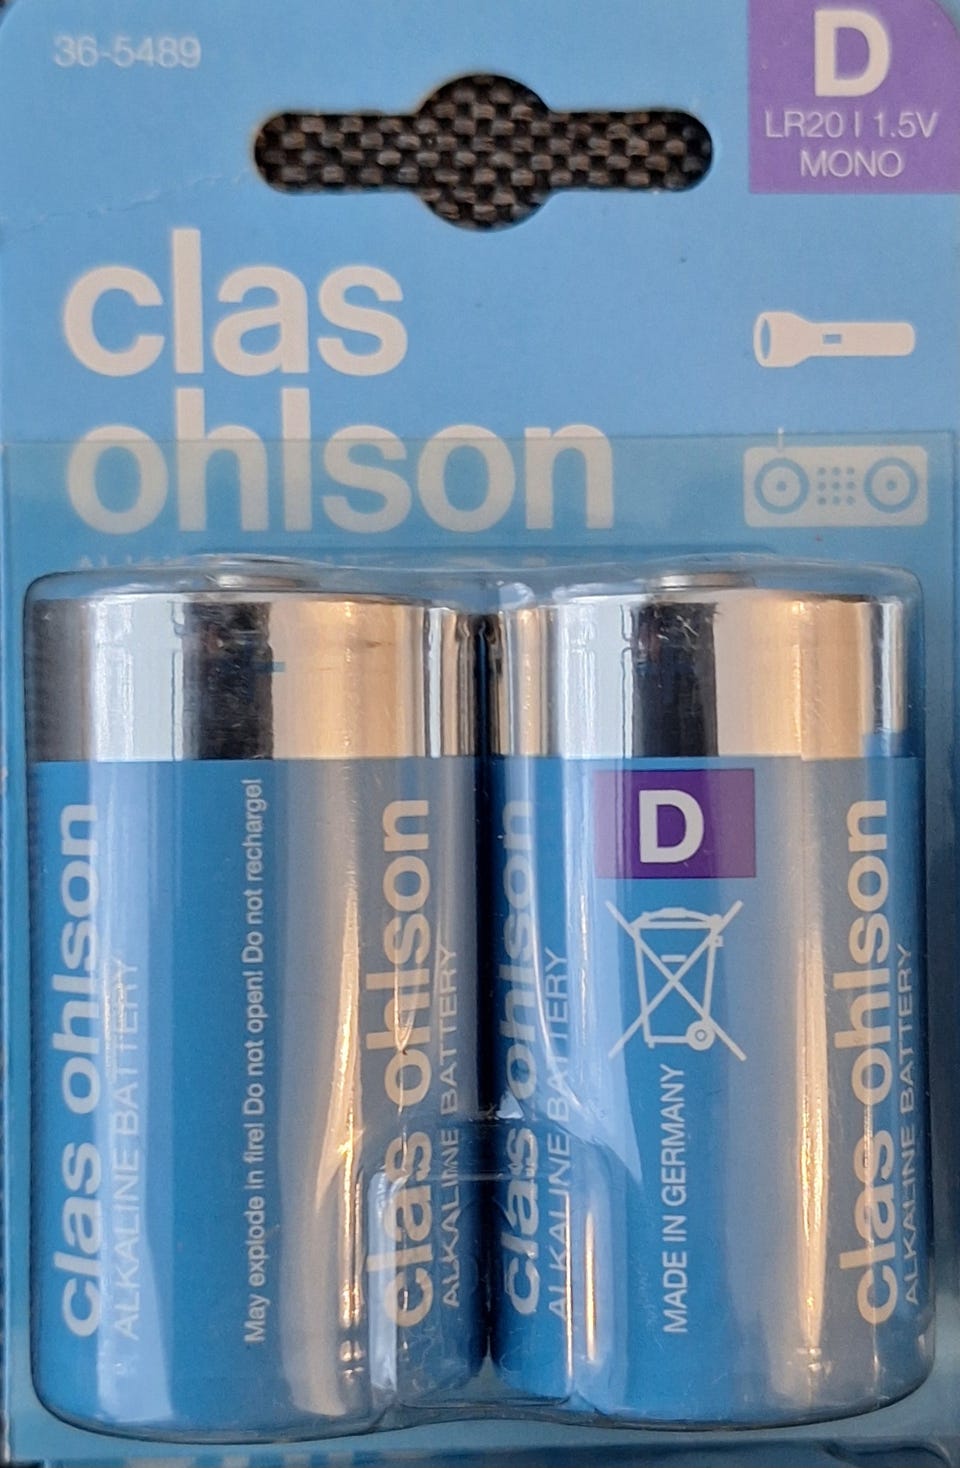 36-5489
D
LR20 I 1.5V
MONO
clas
ohlson
clas ohlson
ALKALINE BATTERY
May explode in fire! Do not open! Do not recharge!
clas ohlson
ALKALINE BATTERY
clas ohlson
ALKALINE BATTERY
D
MADE IN GERMANY
clas ohlson
ALKALINE BATTERY